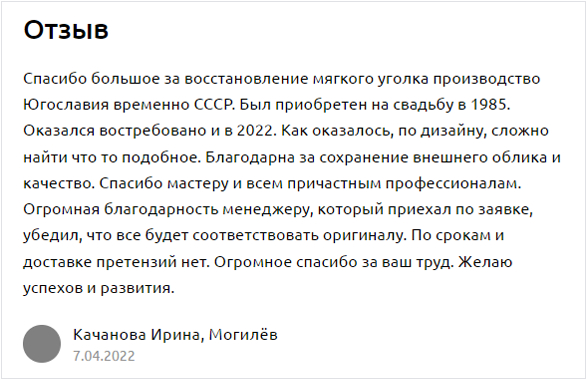 Отзыв
Спасибо большое за восстановление мягкого уголка производство
Югославия временно СССР. Был приобретен на свадьбу в 1985.
Оказался востребовано и в 2022. Как оказалось, по дизайну, сложно
найти что то подобное. Благодарна за сохранение внешнего облика и
качество. Спасибо мастеру и всем причастным профессионалам.
Огромная благодарность менеджеру, который приехал по заявке,
убедил, что все будет соответствовать оригиналу. По срокам и
доставке претензий нет. Огромное спасибо за ваш труд. Желаю
успехов и развития.
Качанова Ирина, Могилёв
7.04.2022